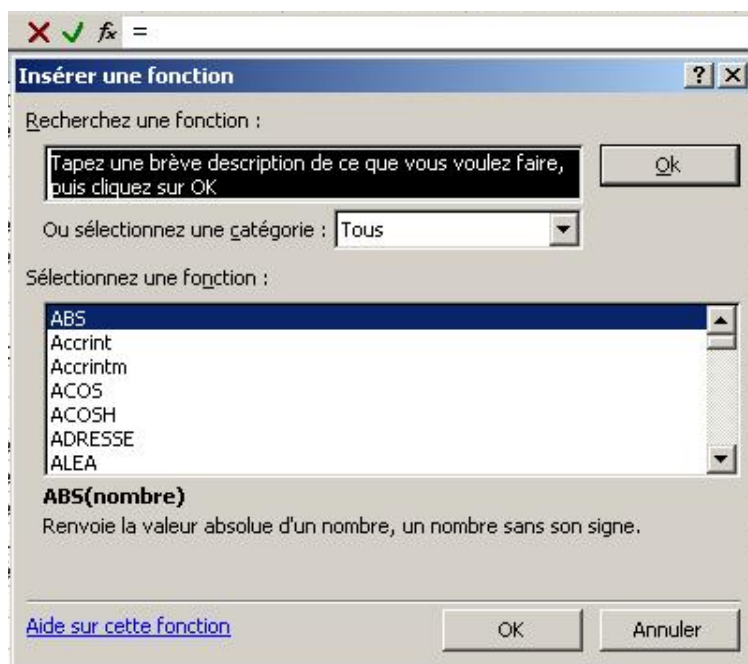 fx =
Insérer une fonction
Recherchez une fonction :
Tapez une brève description de ce que vous voulez faire,
puis cliquez sur OK
Ok
Ou sélectionnez une catégorie : Tous
Sélectionnez une fonction :
ABS
Accrint
Accrintm
ACOS
ACOSH
ADRESSE
ALEA
ABS(nombre)
Renvoie la valeur absolue d'un nombre, un nombre sans son signe.
Aide sur cette fonction
OK
Annuler